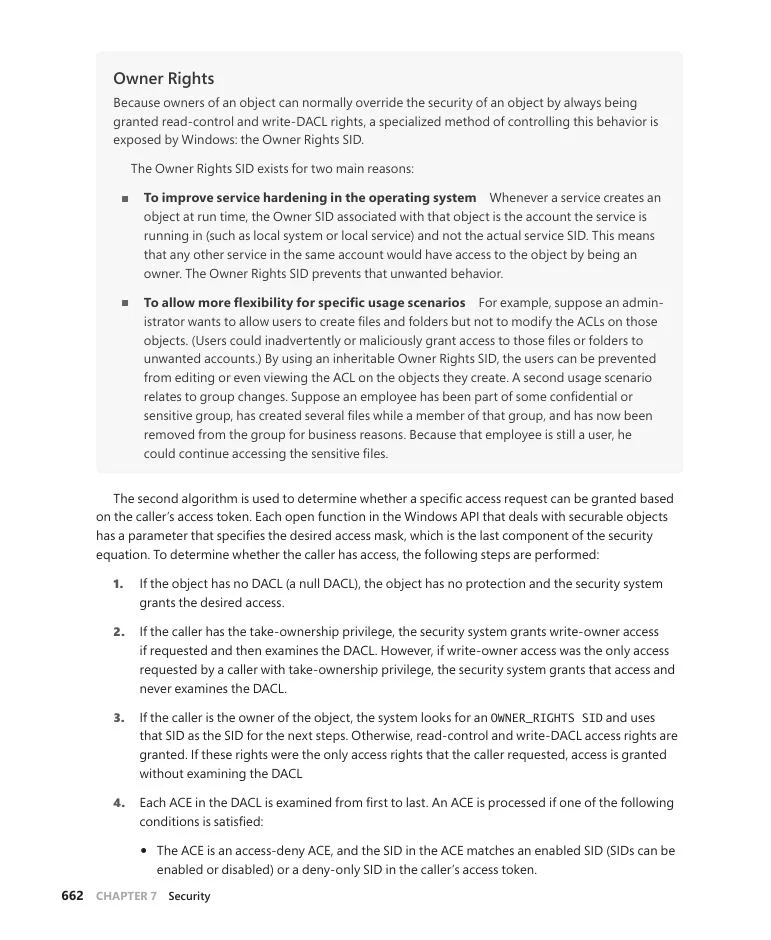 Owner Rights
Because owners of an object can normally override the security of an object by always being
granted read-control and write-DACL rights, a specialized method of controlling this behavior is
exposed by Windows: the Owner Rights SID.
The Owner Rights SID exists for two main reasons:
■ To improve service hardening in the operating system Whenever a service creates an
object at run time, the Owner SID associated with that object is the account the service is
running in (such as local system or local service) and not the actual service SID. This means
that any other service in the same account would have access to the object by being an
owner. The Owner Rights SID prevents that unwanted behavior.
■ To allow more flexibility for specific usage scenarios For example, suppose an admin-
istrator wants to allow users to create files and folders but not to modify the ACLs on those
objects. (Users could inadvertently or maliciously grant access to those files or folders to
unwanted accounts.) By using an inheritable Owner Rights SID, the users can be prevented
from editing or even viewing the ACL on the objects they create. A second usage scenario
relates to group changes. Suppose an employee has been part of some confidential or
sensitive group, has created several files while a member of that group, and has now been
removed from the group for business reasons. Because that employee is still a user, he
could continue accessing the sensitive files.
The second algorithm is used to determine whether a specific access request can be granted based
on the caller's access token. Each open function in the Windows API that deals with securable objects
has a parameter that specifies the desired access mask, which is the last component of the security
equation. To determine whether the caller has access, the following steps are performed:
1. If the object has no DACL (a null DACL), the object has no protection and the security system
grants the desired access.
2. If the caller has the take-ownership privilege, the security system grants write-owner access
if requested and then examines the DACL. However, if write-owner access was the only access
requested by a caller with take-ownership privilege, the security system grants that access and
never examines the DACL.
3. If the caller is the owner of the object, the system looks for an OWNER_RIGHTS SID and uses
that SID as the SID for the next steps. Otherwise, read-control and write-DACL access rights are
granted. If these rights were the only access rights that the caller requested, access is granted
without examining the DACL
4. Each ACE in the DACL is examined from first to last. An ACE is processed if one of the following
conditions is satisfied:
• The ACE is an access-deny ACE, and the SID in the ACE matches an enabled SID (SIDs can be
enabled or disabled) or a deny-only SID in the caller's access token.
662 CHAPTER 7 Security